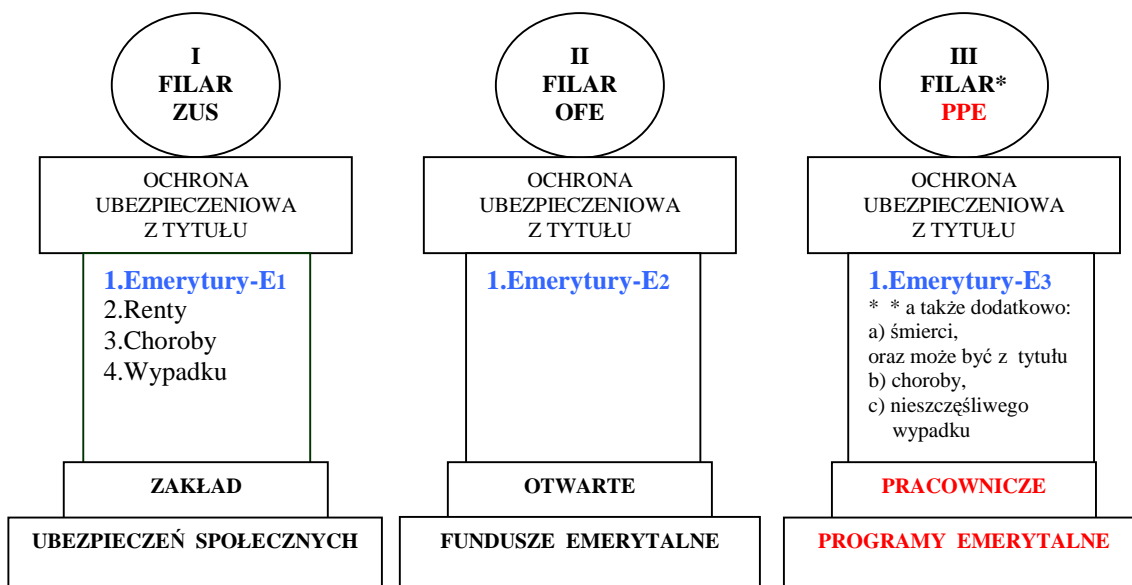 I
FILAR
ZUS
OCHRONA
UBEZPIECZENIOWA
Z TYTUŁU
1.Emerytury-E1
2.Renty
3.Choroby
4.Wypadku
ZAKŁAD
UBEZPIECZEŃ SPOŁECZNYCH
II
FILAR
OFE
OCHRONA
UBEZPIECZENIOWA
Z TYTUŁU
1.Emerytury-E2
OTWARTE
FUNDUSZE EMERYTALNE
III
FILAR*
PPE
OCHRONA
UBEZPIECZENIOWA
Z TYTUŁU
1.Emerytury-E3
* * a także dodatkowo:
a) śmierci,
oraz może być z tytułu
b) choroby,
c) nieszczęśliwego
wypadku
PRACOWNICZE
PROGRAMY EMERYTALNE